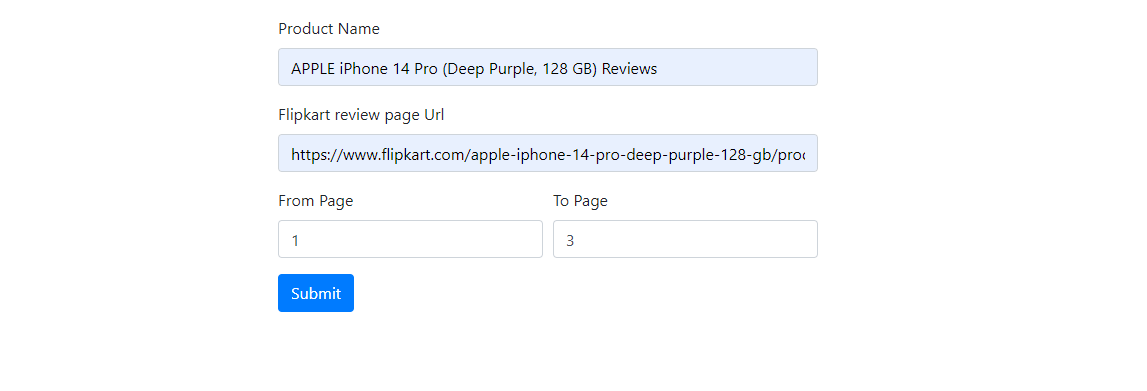 Product Name
APPLE iPhone 14 Pro (Deep Purple, 128 GB) Reviews
Flipkart review page Url
https://www.flipkart.com/apple-iphone-14-pro-deep-purple-128-gb/proc
From Page To Page
1 3
Submit